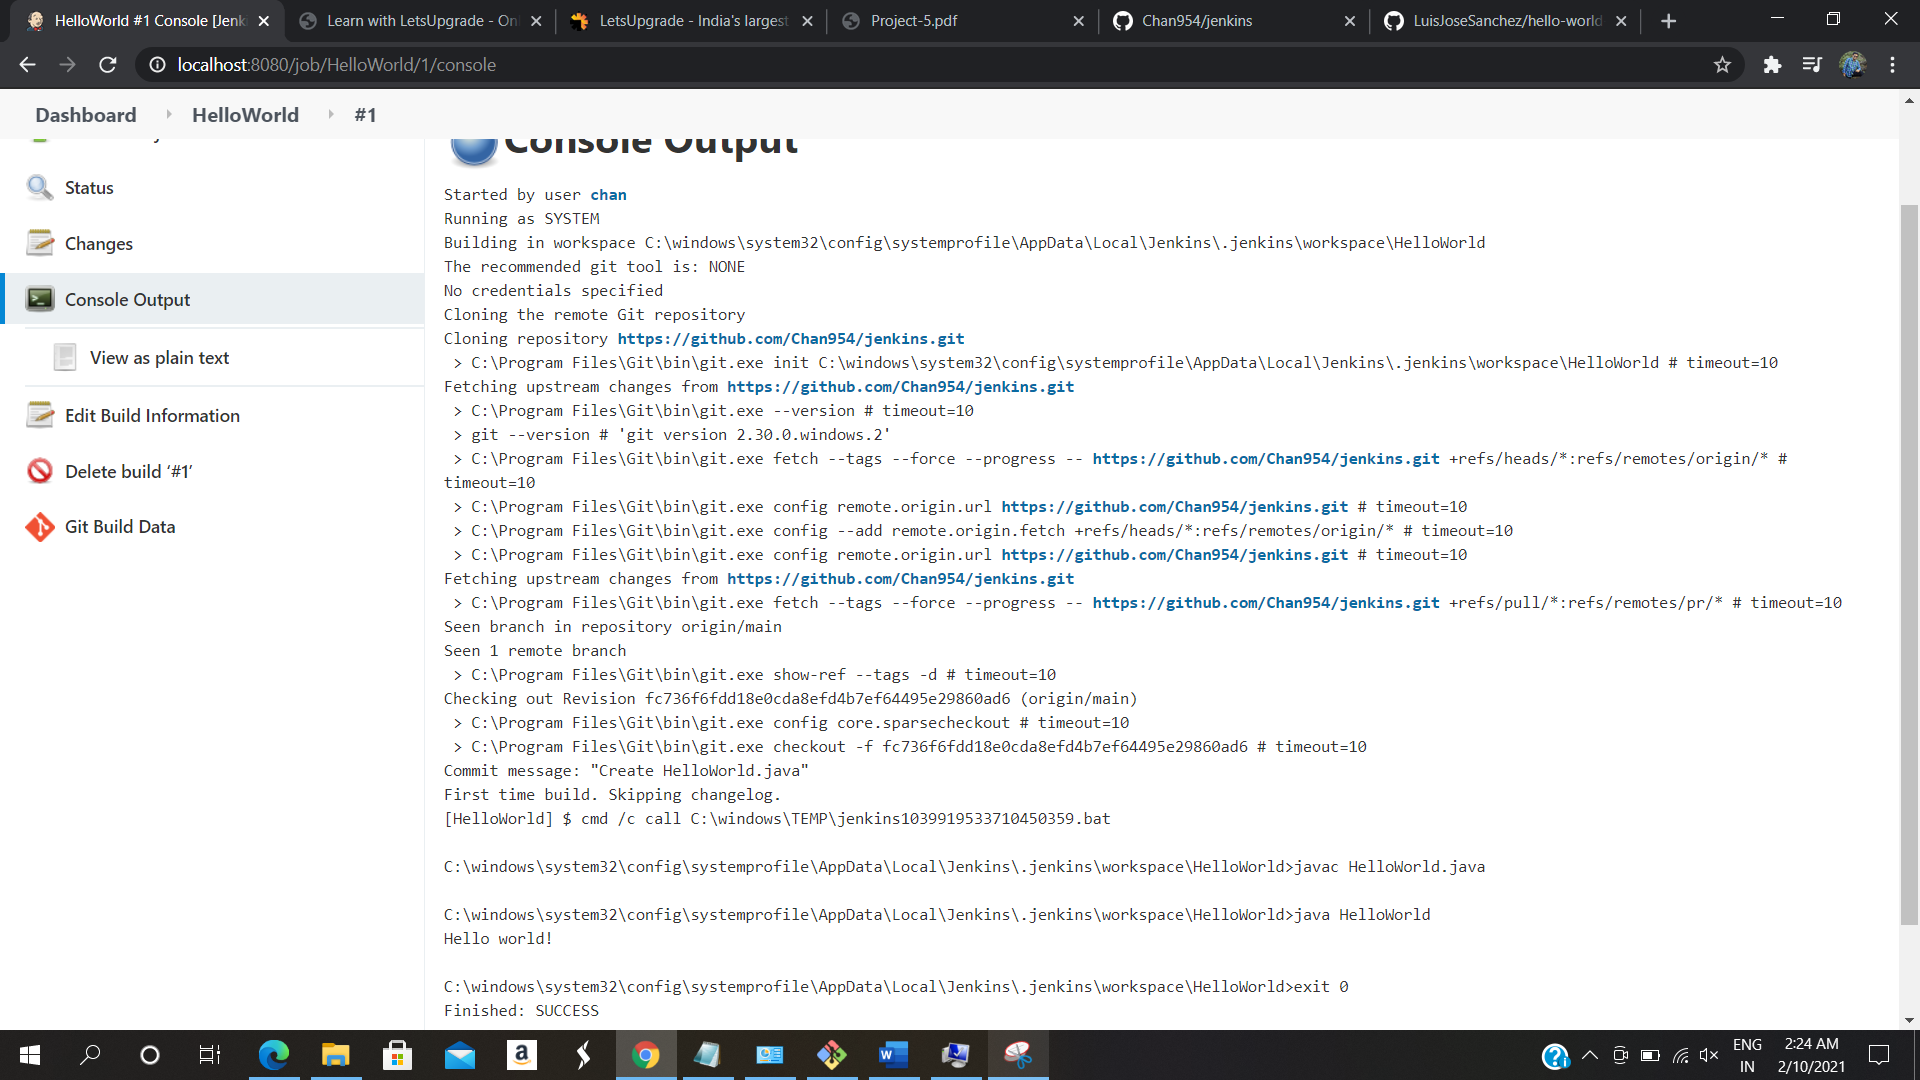 HelloWorld #1 Console [Jenk
Learn with LetsUpgrade - On
LetsUpgrade - India's largest
Project-5.pdf
Chan954/jenkins
LuisJoseSanchez/hello-world
localhost:8080/job/HelloWorld/1/console
Dashboard
HelloWorld
#1
Status
Changes
Console Output
View as plain text
Edit Build Information
Delete build ‘#1’
Git Build Data
Console Output
Started by user chan
Running as SYSTEM
Building in workspace C:\windows\system32\config\systemprofile\AppData\Local\Jenkins\.jenkins\workspace\HelloWorld
The recommended git tool is: NONE
No credentials specified
Cloning the remote Git repository
Cloning repository https://github.com/Chan954/jenkins.git
 > C:\Program Files\Git\bin\git.exe init C:\windows\system32\config\systemprofile\AppData\Local\Jenkins\.jenkins\workspace\HelloWorld # timeout=10
Fetching upstream changes from https://github.com/Chan954/jenkins.git
 > C:\Program Files\Git\bin\git.exe --version # timeout=10
 > git --version # 'git version 2.30.0.windows.2'
 > C:\Program Files\Git\bin\git.exe fetch --tags --force --progress -- https://github.com/Chan954/jenkins.git +refs/heads/*:refs/remotes/origin/* #
timeout=10
 > C:\Program Files\Git\bin\git.exe config remote.origin.url https://github.com/Chan954/jenkins.git # timeout=10
 > C:\Program Files\Git\bin\git.exe config --add remote.origin.fetch +refs/heads/*:refs/remotes/origin/* # timeout=10
 > C:\Program Files\Git\bin\git.exe config remote.origin.url https://github.com/Chan954/jenkins.git # timeout=10
Fetching upstream changes from https://github.com/Chan954/jenkins.git
 > C:\Program Files\Git\bin\git.exe fetch --tags --force --progress -- https://github.com/Chan954/jenkins.git +refs/pull/*:refs/remotes/pr/* # timeout=10
Seen branch in repository origin/main
Seen 1 remote branch
 > C:\Program Files\Git\bin\git.exe show-ref --tags -d # timeout=10
Checking out Revision fc736f6fdd18e0cda8efd4b7ef64495e29860ad6 (origin/main)
 > C:\Program Files\Git\bin\git.exe config core.sparsecheckout # timeout=10
 > C:\Program Files\Git\bin\git.exe checkout -f fc736f6fdd18e0cda8efd4b7ef64495e29860ad6 # timeout=10
Commit message: "Create HelloWorld.java"
First time build. Skipping changelog.
[HelloWorld] $ cmd /c call C:\windows\TEMP\jenkins1039919533710450359.bat
C:\windows\system32\config\systemprofile\AppData\Local\Jenkins\.jenkins\workspace\HelloWorld>javac HelloWorld.java
C:\windows\system32\config\systemprofile\AppData\Local\Jenkins\.jenkins\workspace\HelloWorld>java HelloWorld
Hello world!
C:\windows\system32\config\systemprofile\AppData\Local\Jenkins\.jenkins\workspace\HelloWorld>exit 0
Finished: SUCCESS
ENG
IN
2:24 AM
2/10/2021